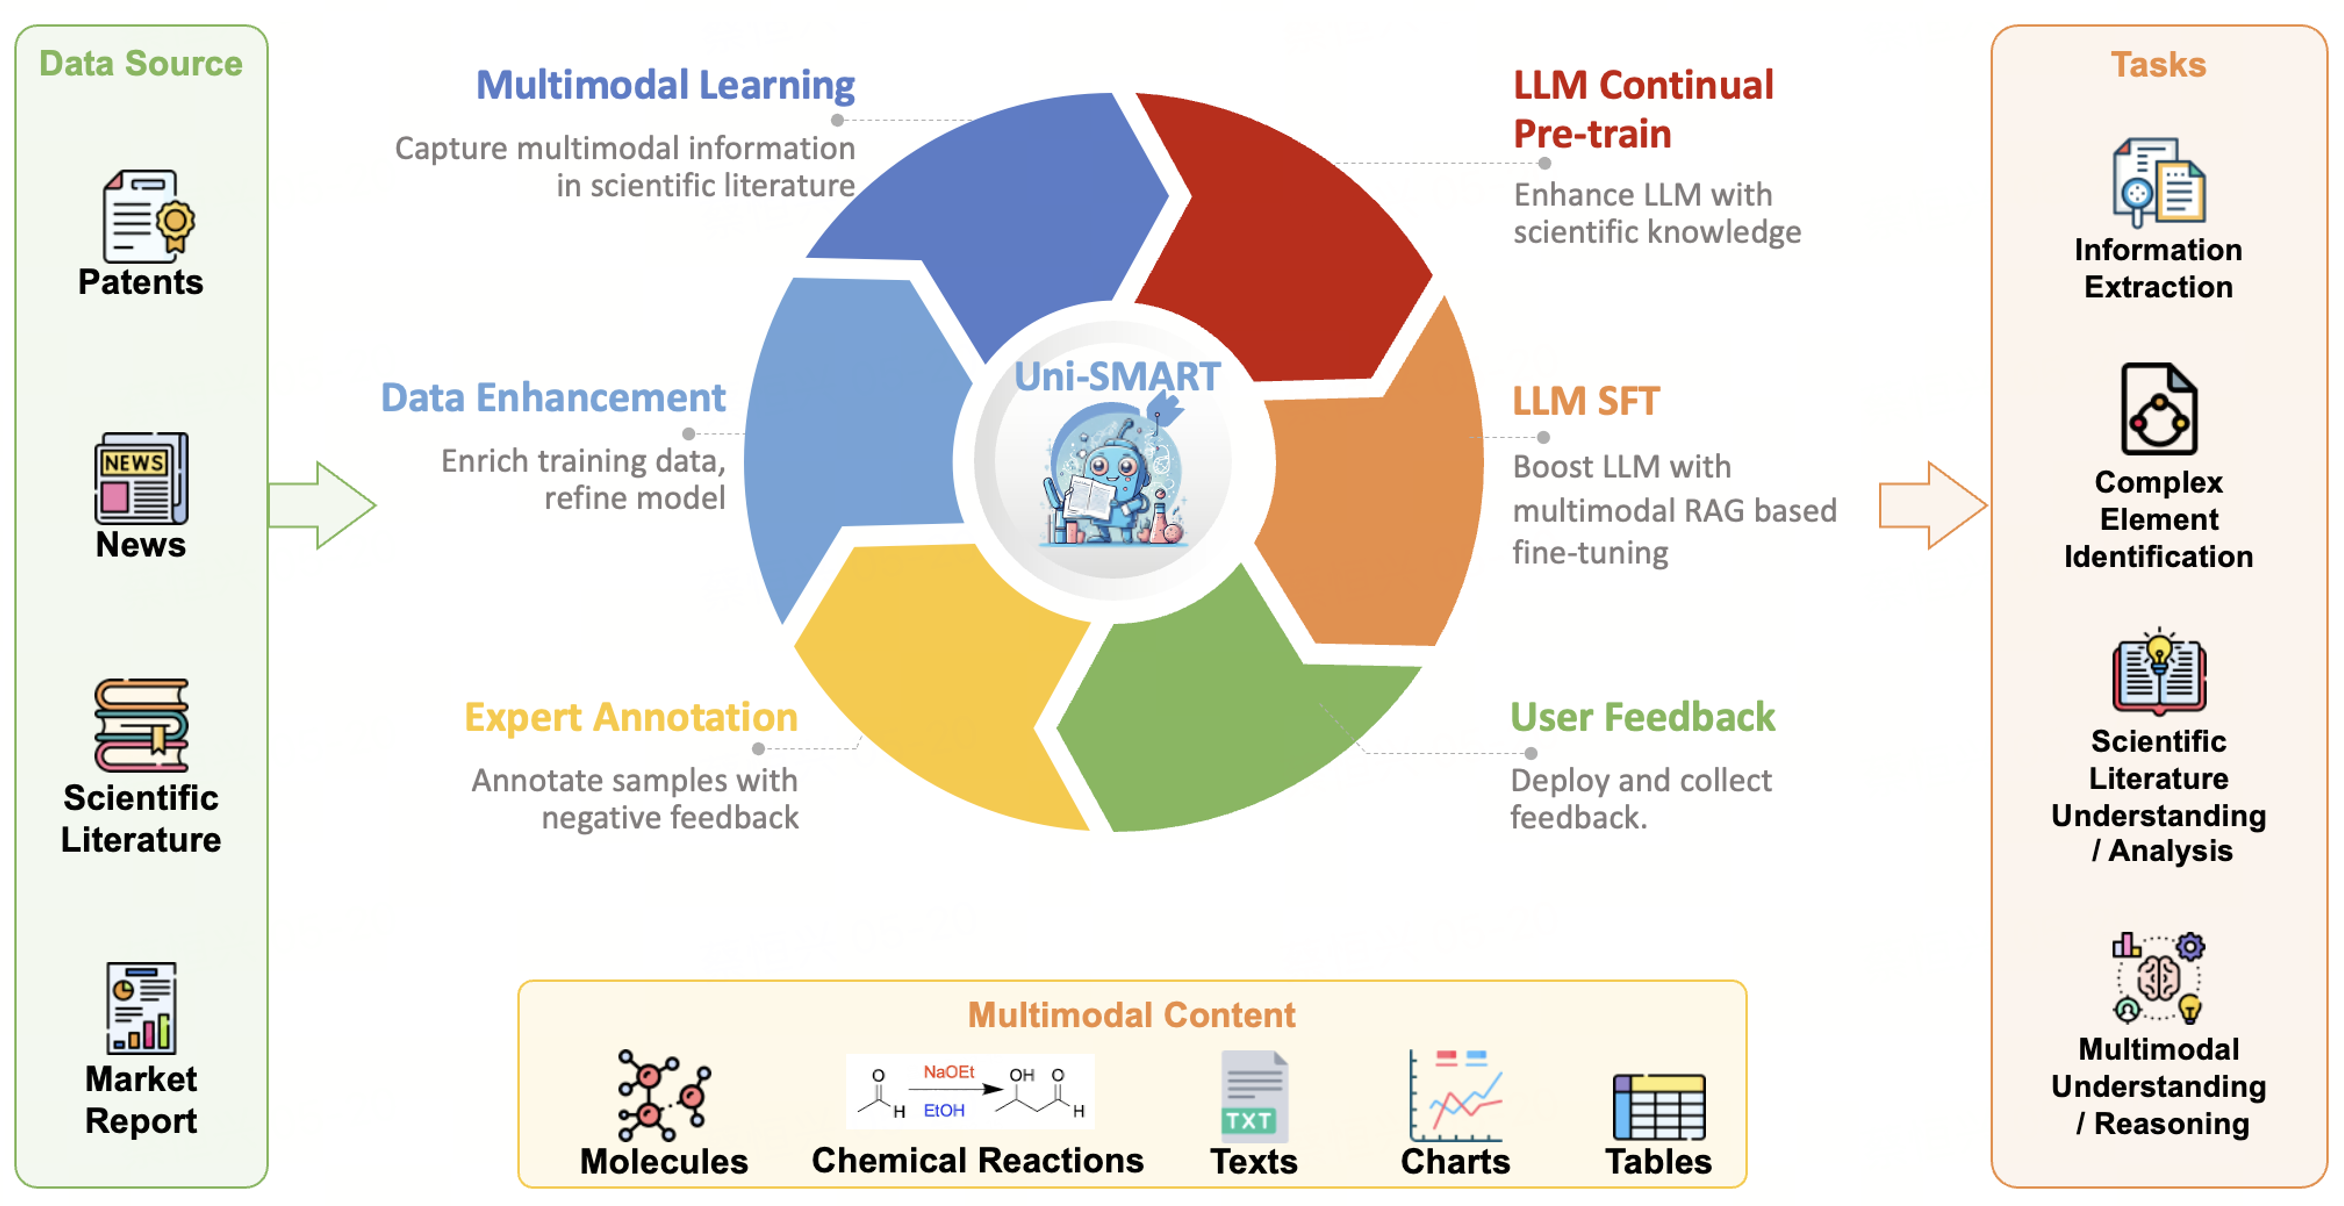 Data Source
Patents
NEWS
News
Scientific
Literature
Market
Report
Multimodal Learning
Capture multimodal information
in scientific literature
Data Enhancement
Enrich training data,
refine model
Expert Annotation
Annotate samples with
negative feedback
Uni-SMART
LLM Continual
Pre-train
Enhance LLM with
scientific knowledge
LLM SFT
Boost LLM with
multimodal RAG based
fine-tuning
User Feedback
Deploy and collect
feedback.
Multimodal Content
Molecules
O
H
NaOEt
EtOH
OH
O
H
Chemical Reactions
TXT
Texts
Charts
Tables
Tasks
Information
Extraction
Complex
Element
Identification
Scientific
Literature
Understanding
/ Analysis
Multimodal
Understanding
/ Reasoning